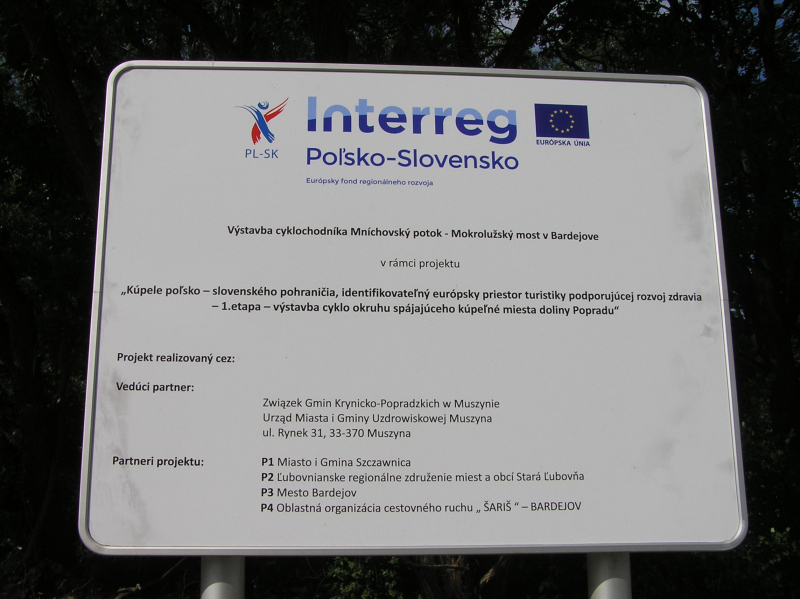 PL-SK
Interreg
Poľsko-Slovensko
Európsky fond regionálneho rozvoja
EURÓPSKA ÚNIA
Výstavba cyklochodníka Mníchovský potok - Mokrolužský most v Bardejove
v rámci projektu
„Kúpele poľsko – slovenského pohraničia, identifikovateľný európsky priestor turistiky podporujúcej rozvoj zdravia
– 1.etapa – výstavba cyklo okruhu spájajúceho kúpeľné miesta doliny Popradu“
Projekt realizovaný cez:
Vedúci partner:
Związek Gmin Krynicko-Popradzkich w Muszynie
Urząd Miasta i Gminy Uzdrowiskowej Muszyna
ul. Rynek 31, 33-370 Muszyna
Partneri projektu:
P1 Miasto i Gmina Szczawnica
P2 Ľubovnianske regionálne združenie miest a obcí Stará Ľubovňa
P3 Mesto Bardejov
P4 Oblastná organizácia cestovného ruchu „ ŠARIŠ “ – BARDEJOV